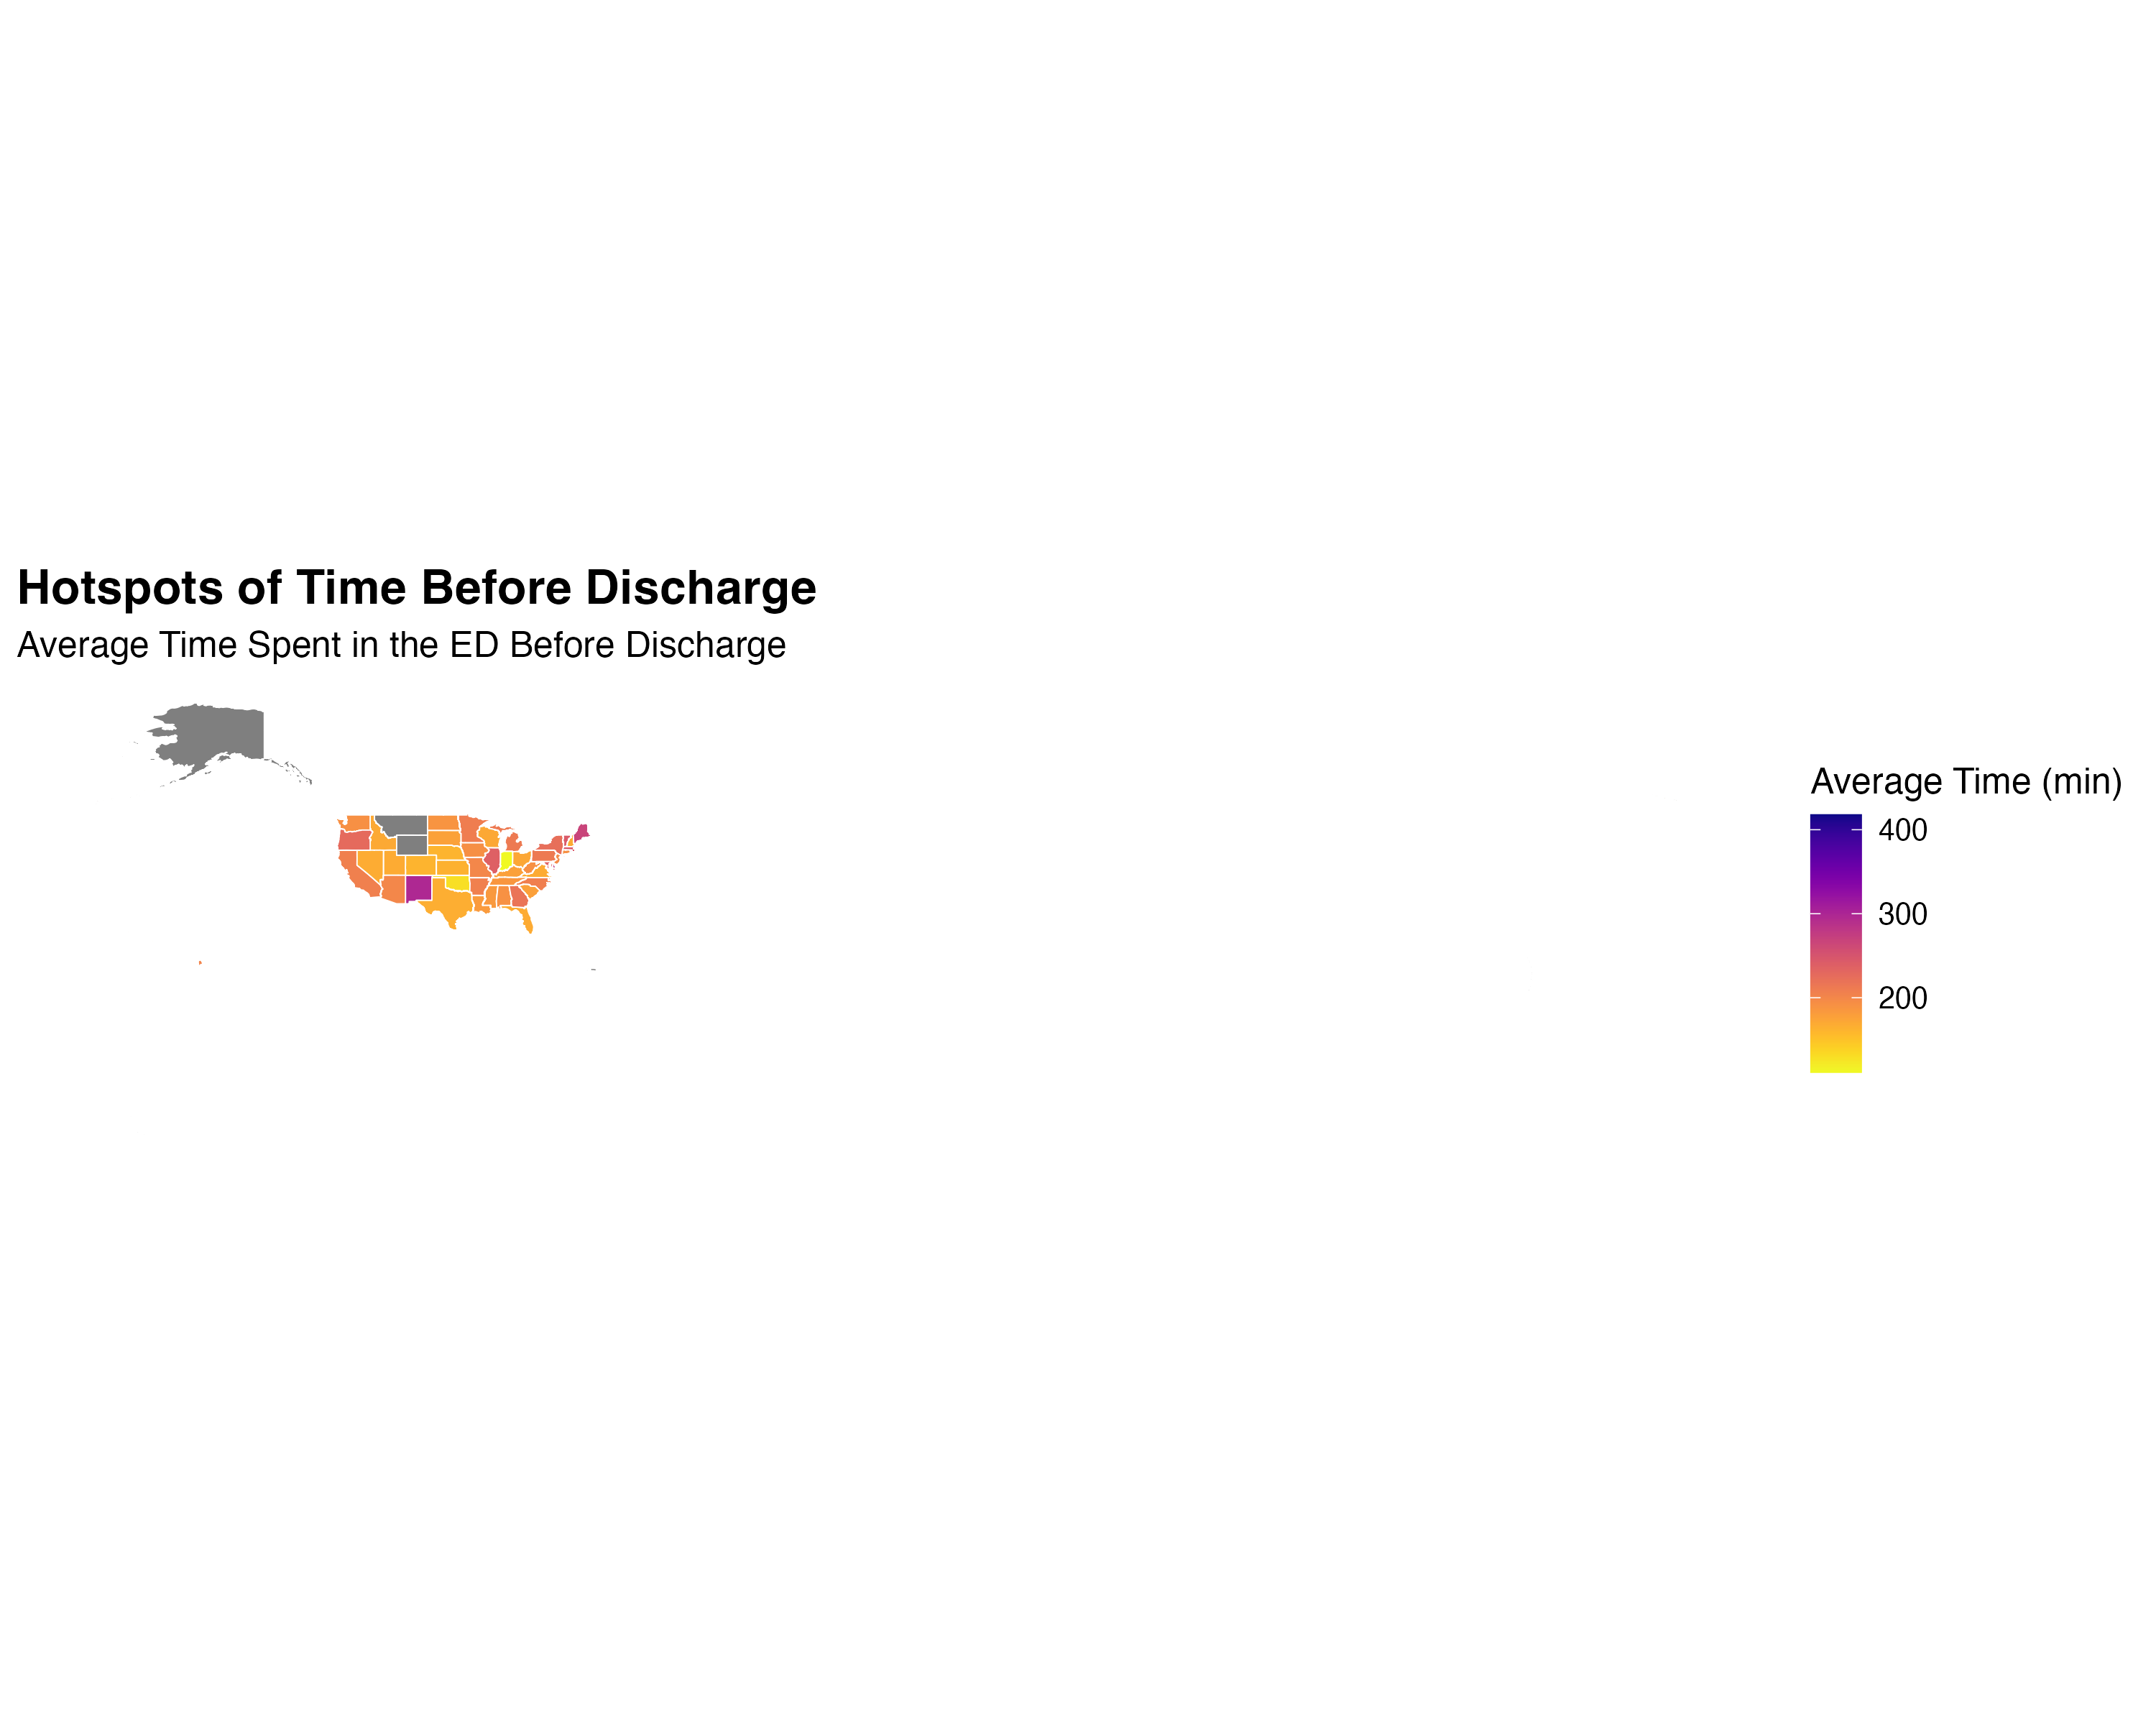 Hotspots of Time Before Discharge
Average Time Spent in the ED Before Discharge
Average Time (min)
400
300
200